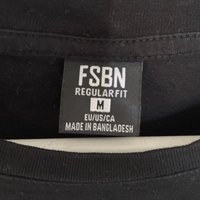 FSBN
REGULAR FIT
M
EU/US/CA
MADE IN BANGLADESH